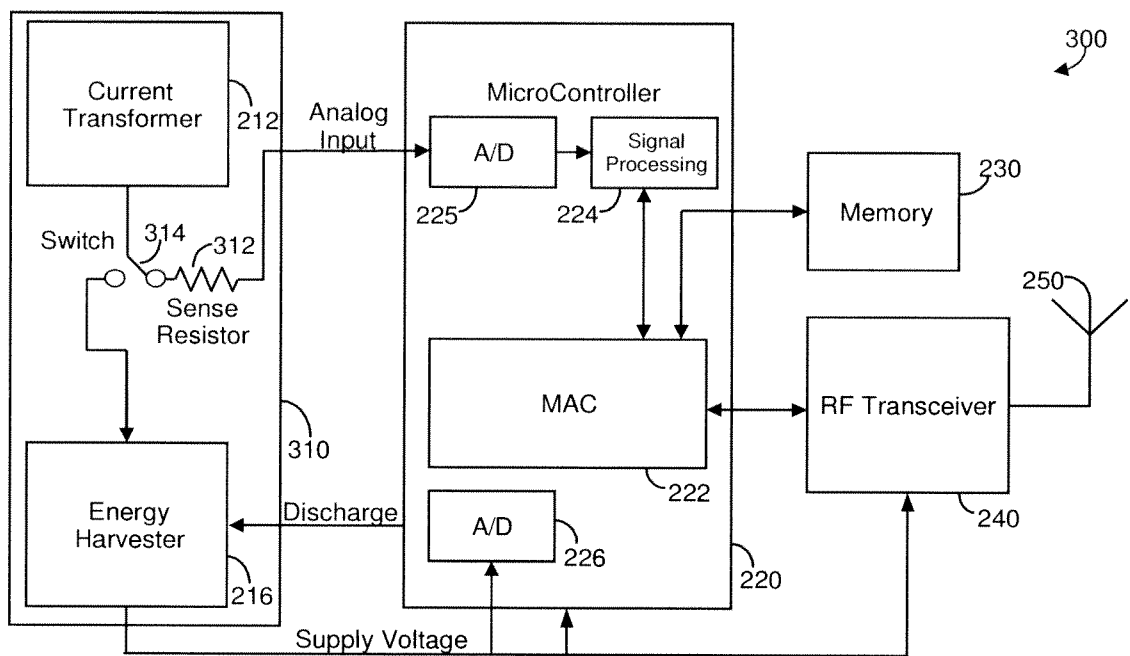 300
Current
Transformer
212
Analog
Input
MicroController
A/D
225
Signal
Processing
224
Memory
230
Switch
314
312
Sense
Resistor
250
MAC
222
RF Transceiver
240
310
Energy
Harvester
216
Discharge
A/D
226
220
Supply Voltage